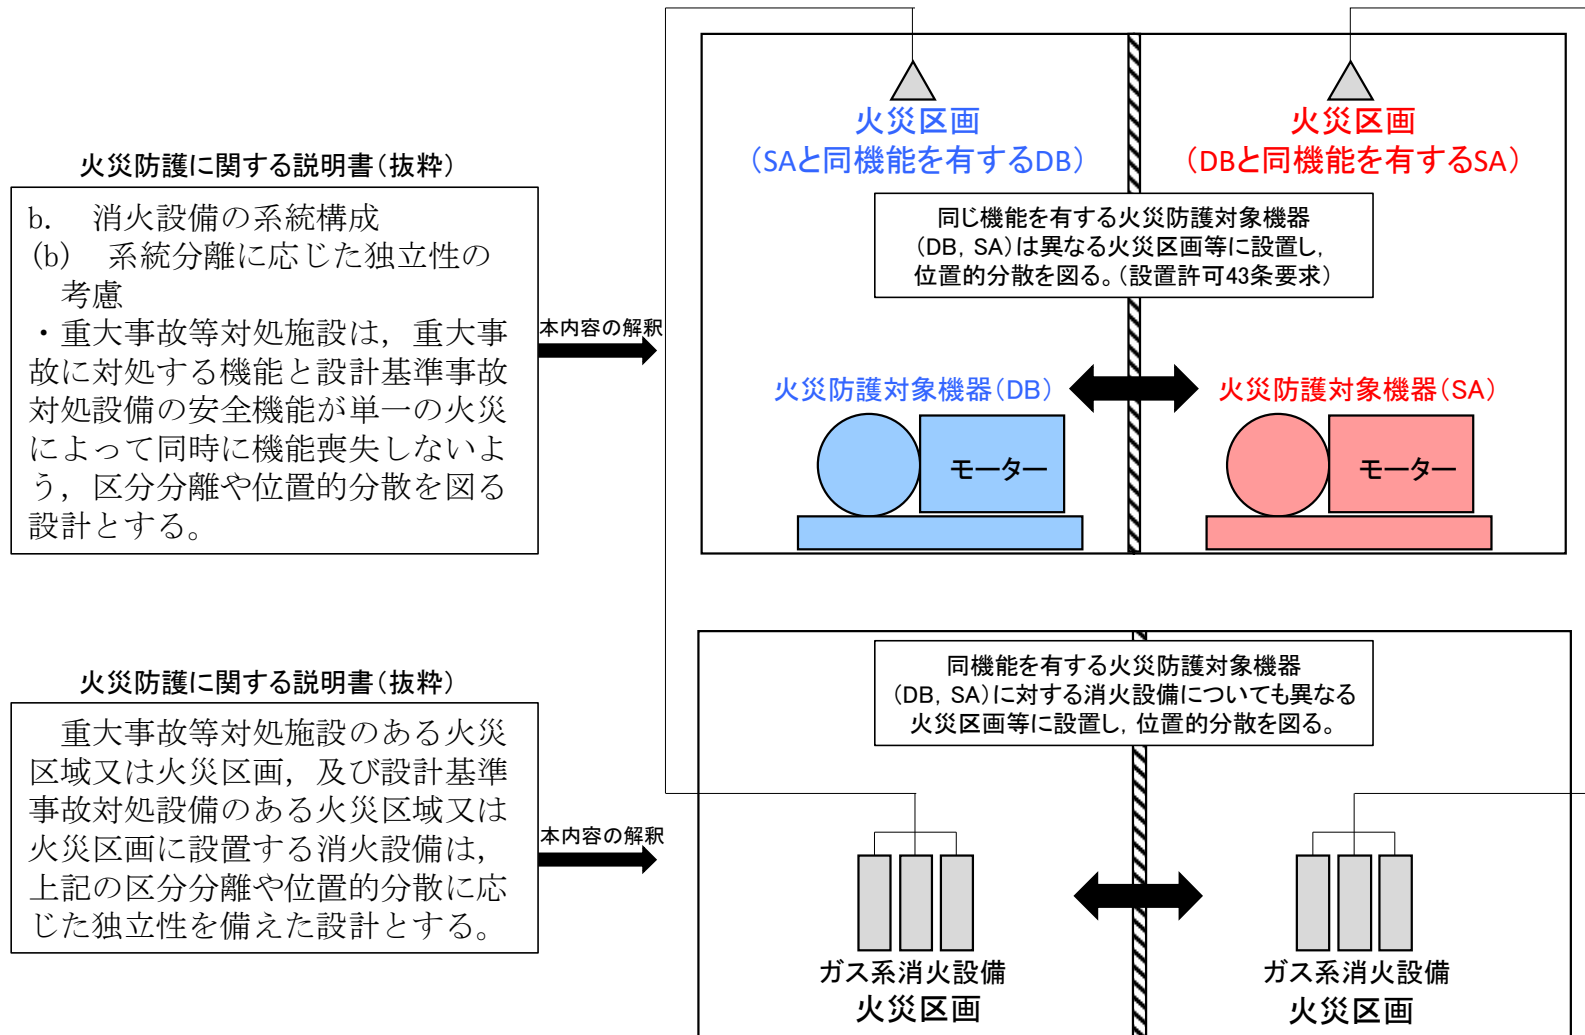 火災防護に関する説明書(抜粋)
b. 消火設備の系統構成
(b) 系統分離に応じた独立性の
考慮
・重大事故等対処施設は，重大事
故に対処する機能と設計基準事故
対処設備の安全機能が単一の火災
によって同時に機能喪失しないよ
う，区分分離や位置的分散を図る
設計とする。
本内容の解釈
火災区画
(SAと同機能を有するDB)
火災区画
(DBと同機能を有するSA)
同じ機能を有する火災防護対象機器
(DB, SA)は異なる火災区画等に設置し,
位置的分散を図る。(設置許可43条要求)
火災防護対象機器(DB)
火災防護対象機器(SA)
モーター
モーター
火災防護に関する説明書(抜粋)
重大事故等対処施設のある火災
区域又は火災区画，及び設計基準
事故対処設備のある火災区域又は
火災区画に設置する消火設備は，
上記の区分分離や位置的分散に応
じた独立性を備えた設計とする。
本内容の解釈
同機能を有する火災防護対象機器
(DB, SA)に対する消火設備についても異なる
火災区画等に設置し, 位置的分散を図る。
ガス系消火設備
火災区画
ガス系消火設備
火災区画